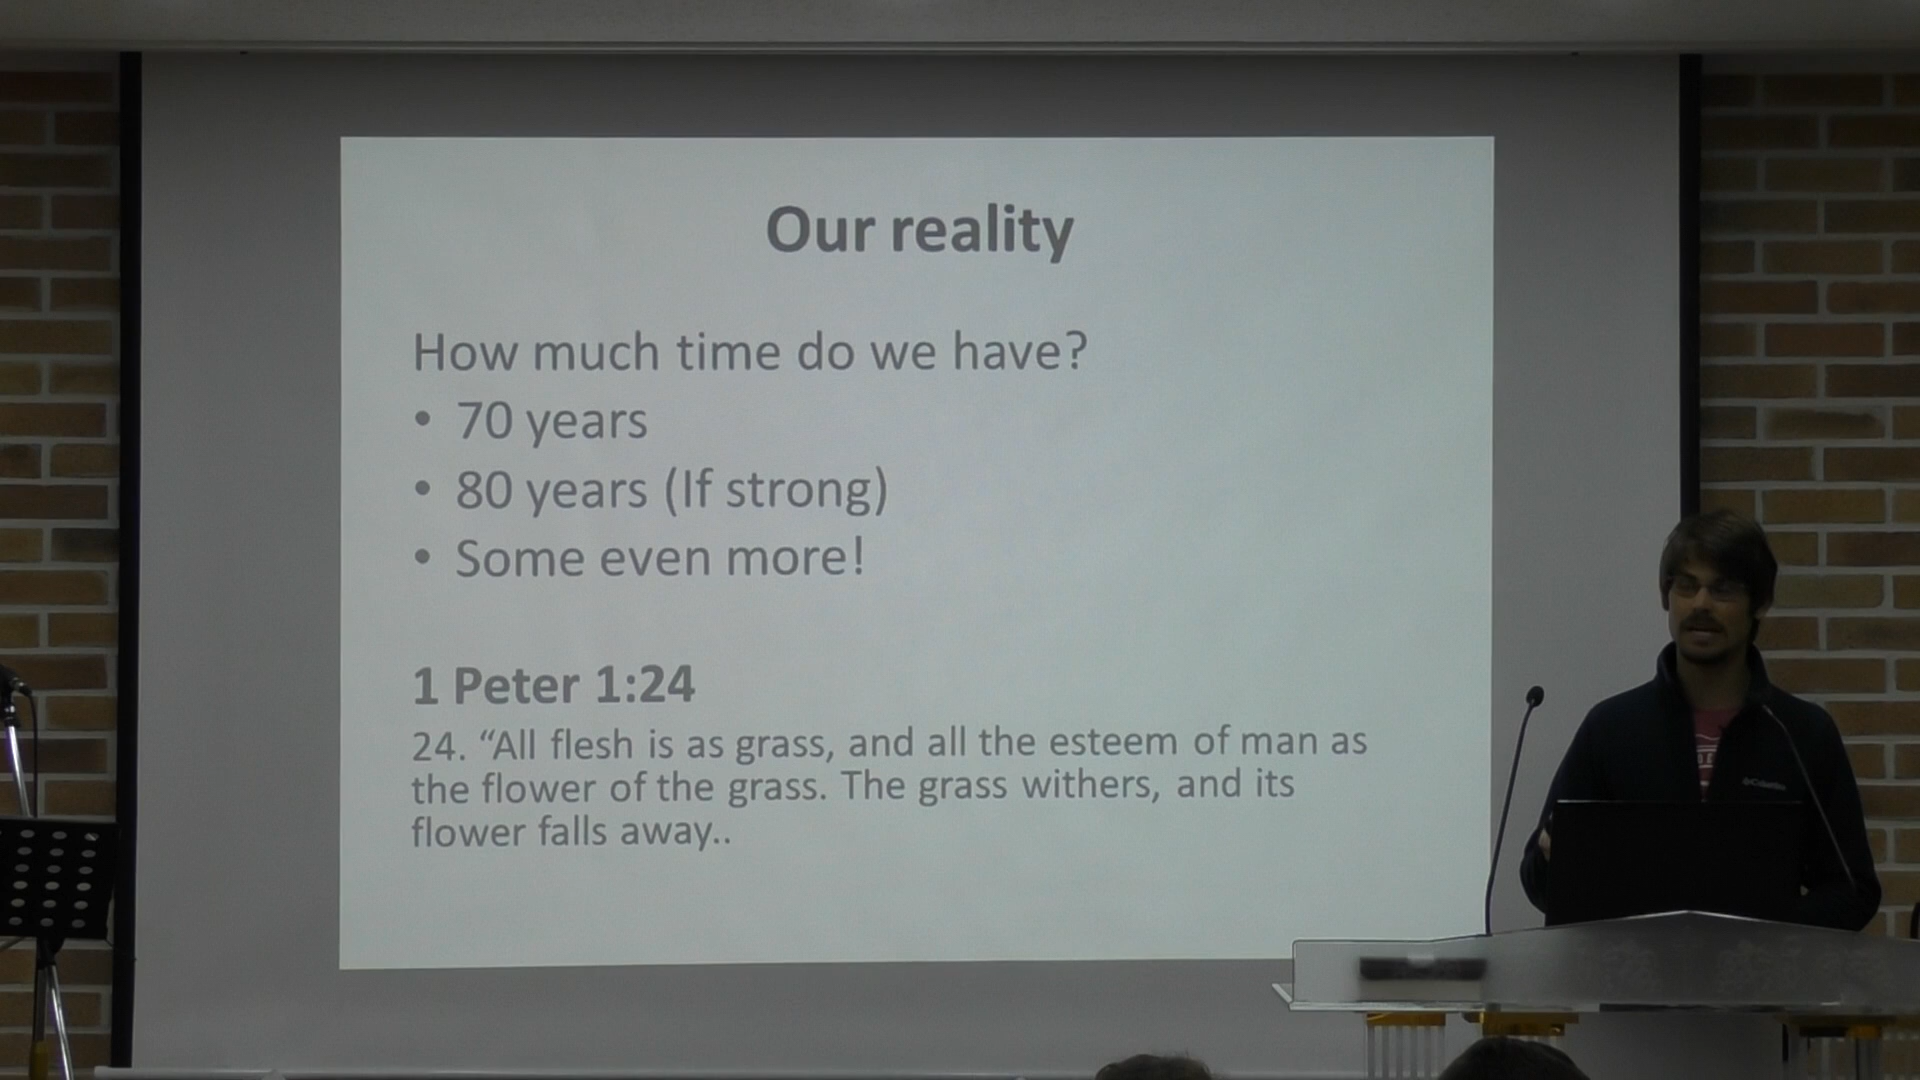 Our reality
How much time do we have?
• 70 years
• 80 years (If strong)
• Some even more!
1 Peter 1:24
24. “All flesh is as grass, and all the esteem of man as
the flower of the grass. The grass withers, and its
flower falls away..
Columbia